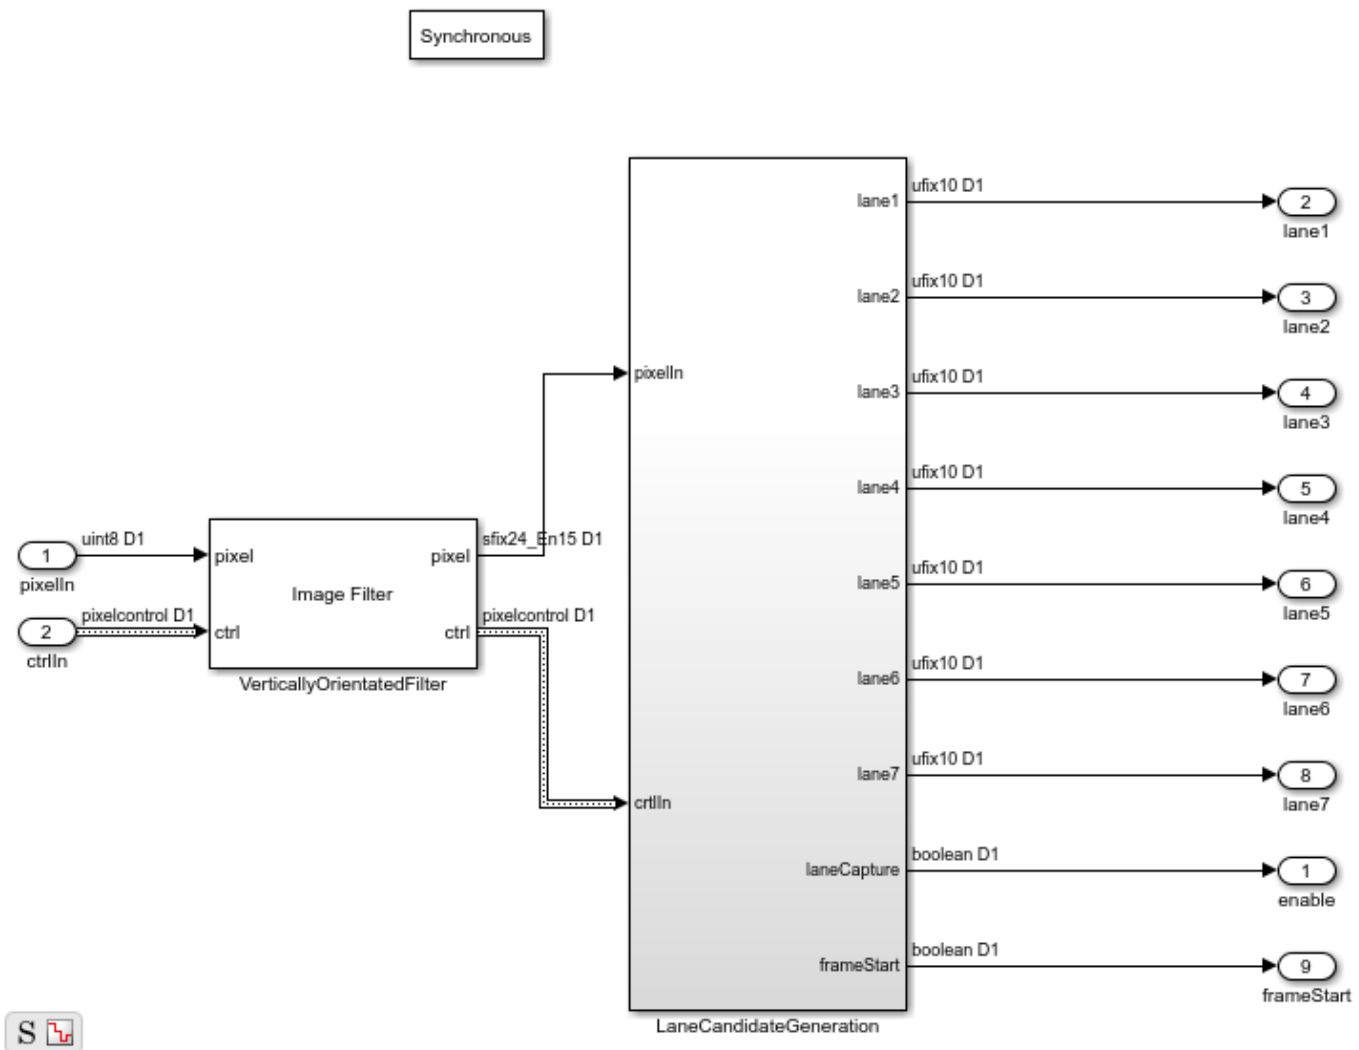 Synchronous
lane1
ufix10 D1
2
lane1
lane2
ufix10 D1
3
lane2
pixelIn
lane3
ufix10 D1
4
lane3
lane4
ufix10 D1
5
lane4
1
pixelIn
uint8 D1
pixel
Image Filter
pixel
sfix24_En15 D1
2
ctrlIn
pixelcontrol D1
ctrl
ctrl
pixelcontrol D1
VerticallyOrientatedFilter
lane5
ufix10 D1
6
lane5
lane6
ufix10 D1
7
lane6
lane7
ufix10 D1
8
lane7
crtlIn
laneCapture
boolean D1
1
enable
frameStart
boolean D1
9
frameStart
LaneCandidateGeneration
S